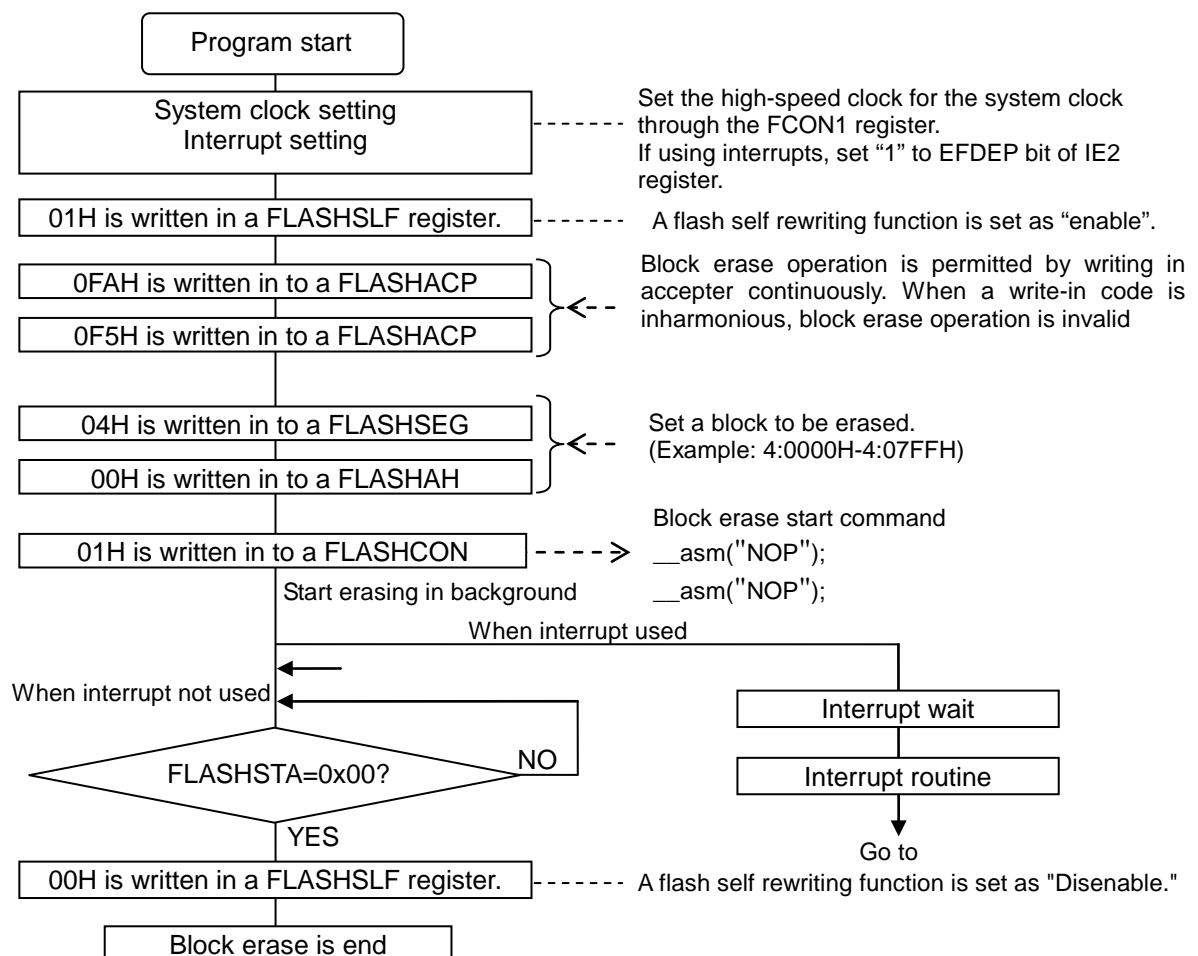 Program start
System clock setting
Interrupt setting
Set the high-speed clock for the system clock
through the FCON1 register.
If using interrupts, set “1” to EFDEP bit of IE2
register.
01H is written in a FLASHSLF register.
A flash self rewriting function is set as “enable”.
0FAH is written in to a FLASHACP
0F5H is written in to a FLASHACP
Block erase operation is permitted by writing in
accepter continuously. When a write-in code is
inharmonious, block erase operation is invalid
04H is written in to a FLASHSEG
00H is written in to a FLASHAH
Set a block to be erased.
(Example: 4:0000H-4:07FFH)
01H is written in to a FLASHCON
Block erase start command
__asm("NOP");
__asm("NOP");
Start erasing in background
When interrupt used
When interrupt not used
Interrupt wait
FLASHSTA=0x00?
NO
Interrupt routine
YES
Go to
00H is written in a FLASHSLF register.
A flash self rewriting function is set as "Disenable."
Block erase is end